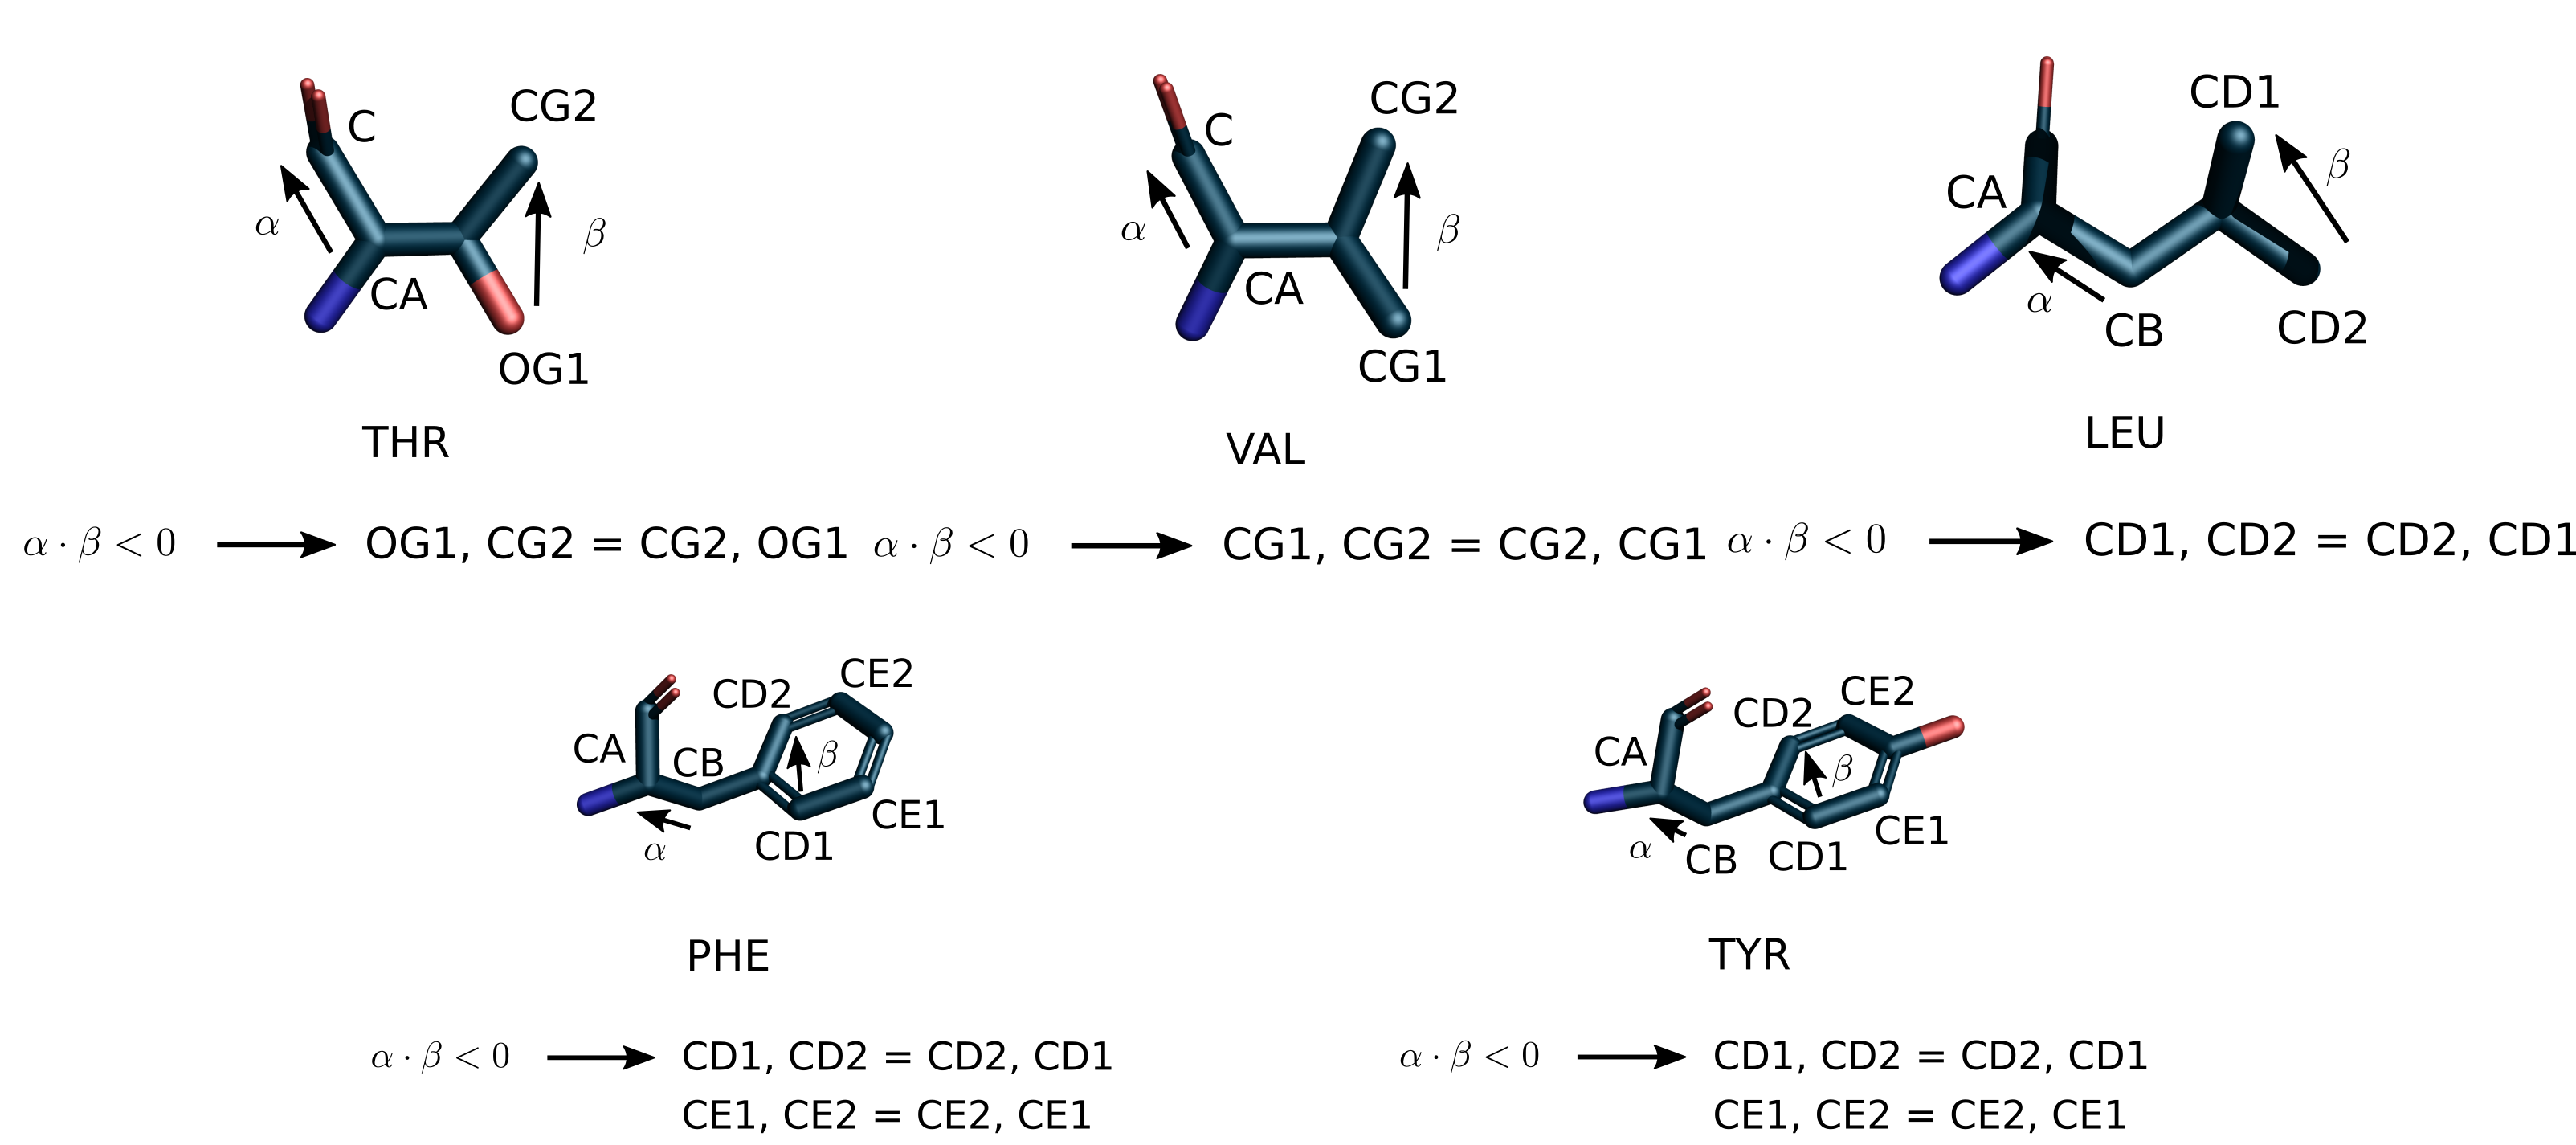 C
CG2
α
β
CA
OG1
THR
C
CG2
α
β
CA
CG1
VAL
CD1
CA
β
α
CB
CD2
LEU
α · β < 0 OG1, CG2 = CG2, OG1
α · β < 0 CG1, CG2 = CG2, CG1
α · β < 0 CD1, CD2 = CD2, CD1
CE2
CD2
CA
CB
β
CE1
α
CD1
PHE
CE2
CD2
CA
β
CE1
α
CB
CD1
TYR
α · β < 0 CD1, CD2 = CD2, CD1
CE1, CE2 = CE2, CE1
α · β < 0 CD1, CD2 = CD2, CD1
CE1, CE2 = CE2, CE1